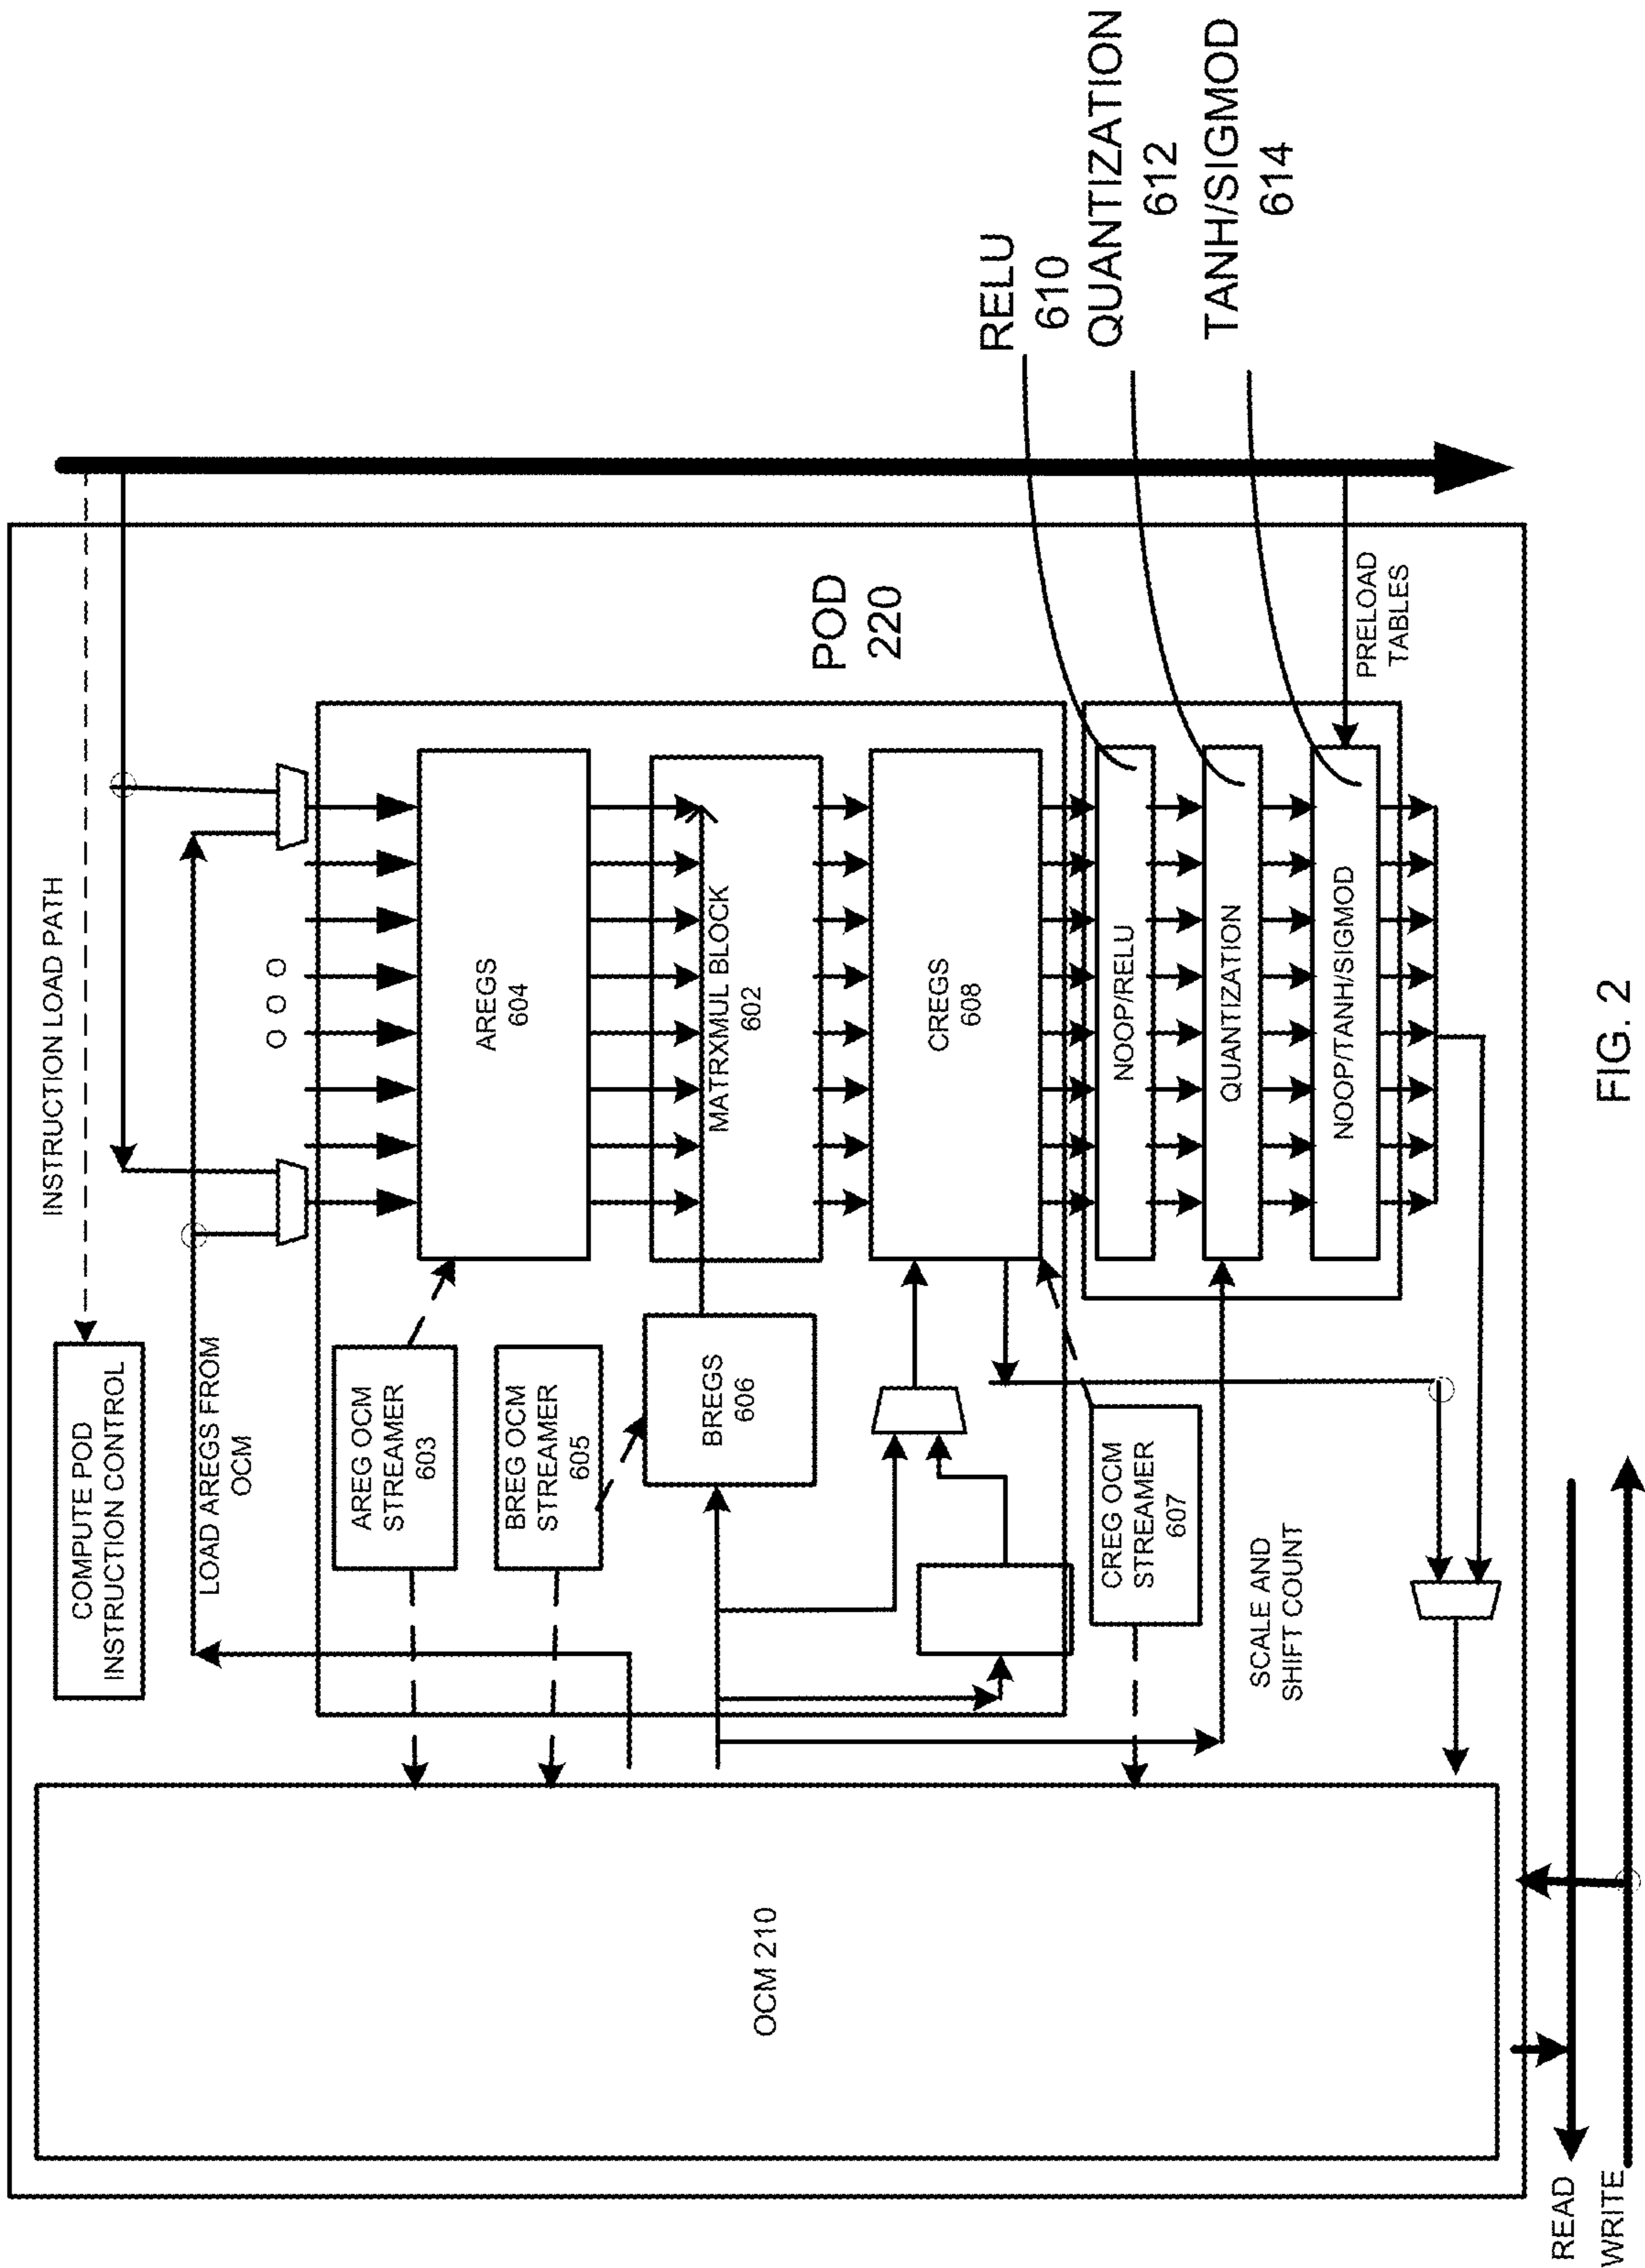 INSTRUCTION LOAD PATH
COMPUTE POD
INSTRUCTION CONTROL
LOAD AREGS FROM
OCM
AREG OCM
STREAMER
603
BREG OCM
STREAMER
605
AREGS
604
BREGS
606
MATRXMUL BLOCK
602
CREGS
608
CREG OCM
STREAMER
607
SCALE AND
SHIFT COUNT
NOOP/RELU
QUANTIZATION
NOOP/TANH/SIGMOD
POD
220
PRELOAD
TABLES
RELU
610
QUANTIZATION
612
TANH/SIGMOD
614
OCM 210
READ
WRITE
FIG. 2